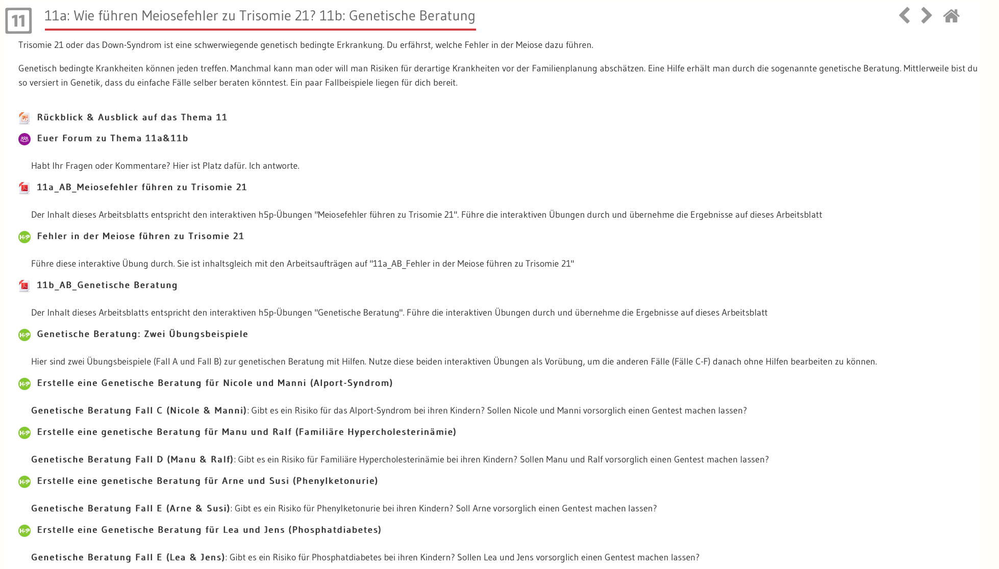 11
11a: Wie führen Meiosefehler zu Trisomie 21? 11b: Genetische Beratung
Trisomie 21 oder das Down-Syndrom ist eine schwerwiegende genetisch bedingte Erkrankung. Du erfährst, welche Fehler in der Meiose dazu führen.
Genetisch bedingte Krankheiten können jeden treffen. Manchmal kann man oder will man Risiken für derartige Krankheiten vor der Familienplanung abschätzen. Eine Hilfe erhält man durch die sogenannte genetische Beratung. Mittlerweile bist du
so versiert in Genetik, dass du einfache Fälle selber beraten könntest. Ein paar Fallbeispiele liegen für dich bereit.
Rückblick & Ausblick auf das Thema 11
Euer Forum zu Thema 11a&11b
Habt Ihr Fragen oder Kommentare? Hier ist Platz dafür. Ich antworte.
11a_AB_Meiosefehler führen zu Trisomie 21
Der Inhalt dieses Arbeitsblatts entspricht den interaktiven h5p-Übungen "Meiosefehler führen zu Trisomie 21". Führe die interaktiven Übungen durch und übernehme die Ergebnisse auf dieses Arbeitsblatt
H-P Fehler in der Meiose führen zu Trisomie 21
Führe diese interaktive Übung durch. Sie ist inhaltsgleich mit den Arbeitsaufträgen auf "11a_AB_Fehler in der Meiose führen zu Trisomie 21"
11b_AB_Genetische Beratung
Der Inhalt dieses Arbeitsblatts entspricht den interaktiven h5p-Übungen "Genetische Beratung". Führe die interaktiven Übungen durch und übernehme die Ergebnisse auf dieses Arbeitsblatt
H-P Genetische Beratung: Zwei Übungsbeispiele
Hier sind zwei Übungsbeispiele (Fall A und Fall B) zur genetischen Beratung mit Hilfen. Nutze diese beiden interaktiven Übungen als Vorübung, um die anderen Fälle (Fälle C-F) danach ohne Hilfen bearbeiten zu können.
H-P Erstelle eine Genetische Beratung für Nicole und Manni (Alport-Syndrom)
Genetische Beratung Fall C (Nicole & Manni): Gibt es ein Risiko für das Alport-Syndrom bei ihren Kindern? Sollen Nicole und Manni vorsorglich einen Gentest machen lassen?
H-P Erstelle eine genetische Beratung für Manu und Ralf (Familiäre Hypercholesterinämie)
Genetische Beratung Fall D (Manu & Ralf): Gibt es ein Risiko für Familiäre Hypercholesterinämie bei ihren Kindern? Sollen Manu und Ralf vorsorglich einen Gentest machen lassen?
H-P Erstelle eine genetische Beratung für Arne und Susi (Phenylketonurie)
Genetische Beratung Fall E (Arne & Susi): Gibt es ein Risiko für Phenylketonurie bei ihren Kindern? Soll Arne vorsorglich einen Gentest machen lassen?
H-P Erstelle eine Genetische Beratung für Lea und Jens (Phosphatdiabetes)
Genetische Beratung Fall E (Lea & Jens): Gibt es ein Risiko für Phosphatdiabetes bei ihren Kindern? Sollen Lea und Jens vorsorglich einen Gentest machen lassen?